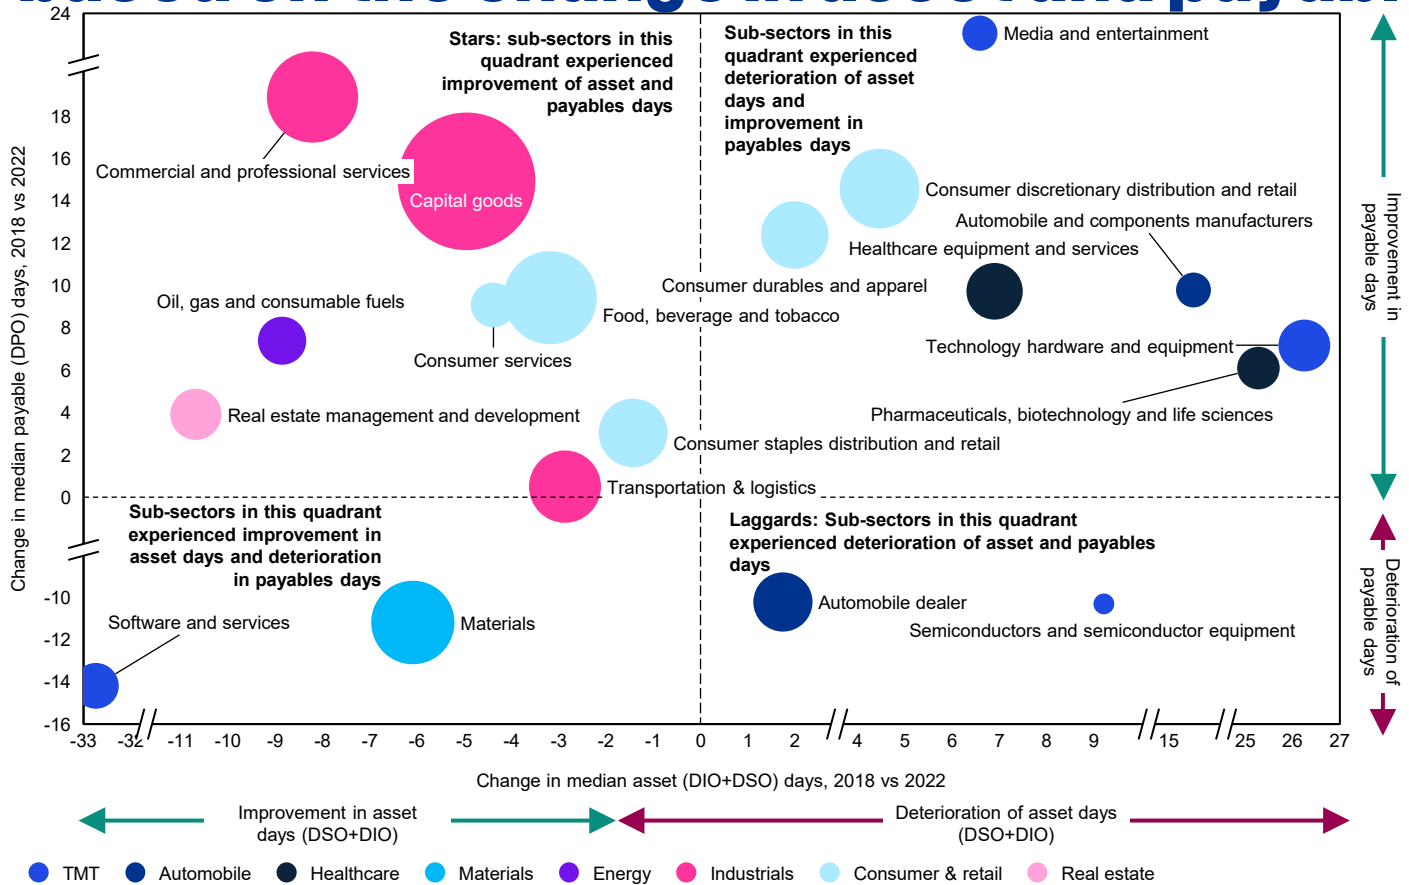 based on the change in asset and payabl
24
18
16
14
12
10
8
6
4
2
0
-10
-12
-14
-16
Change in median payable (DPO) days, 2018 vs 2022
Stars: sub-sectors in this
quadrant experienced
improvement of asset and
payables days
Sub-sectors in this
quadrant experienced
deterioration of asset
days and
improvement in
payables days
Media and entertainment
Commercial and professional services
Capital goods
Consumer discretionary distribution and retail
Automobile and components manufacturers
Healthcare equipment and services
Consumer durables and apparel
Oil, gas and consumable fuels
Food, beverage and tobacco
Consumer services
Technology hardware and equipment
Pharmaceuticals, biotechnology and life sciences
Real estate management and development
Consumer staples distribution and retail
Transportation & logistics
Sub-sectors in this quadrant
experienced improvement in
asset days and deterioration
in payables days
Laggards: Sub-sectors in this quadrant
experienced deterioration of asset and payables
days
Software and services
Materials
Automobile dealer
Semiconductors and semiconductor equipment
Improvement in
payable days
Deterioration of
payable days
-33 -32 -11 -10 -9 -8 -7 -6 -5 -4 -3 -2 -1 0 1 2 4 5 6 7 8 9 15 25 26 27
Change in median asset (DIO+DSO) days, 2018 vs 2022
Improvement in asset
days (DSO+DIO)
Deterioration of asset days
(DSO+DIO)
TMT Automobile Healthcare Materials Energy Industrials Consumer & retail Real estate